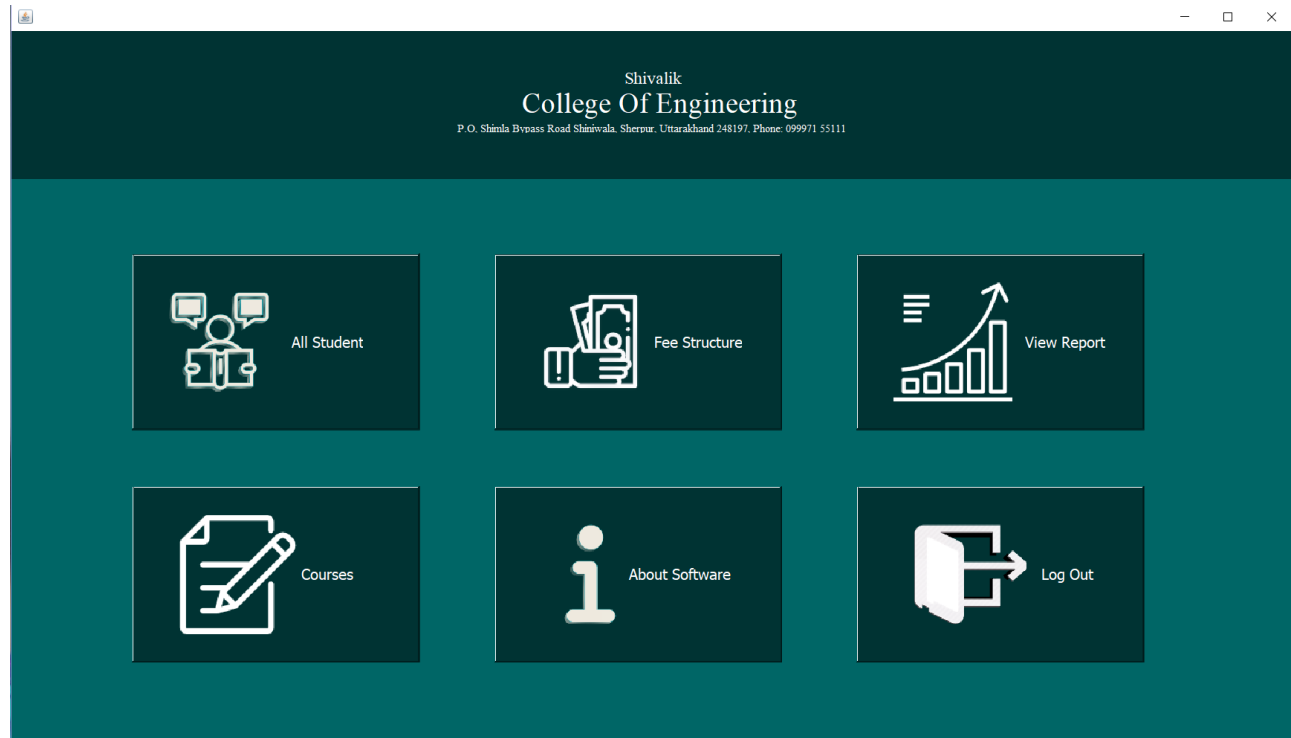 Shivalik
College Of Engineering
P.O, Shimla Bypass Road Shiniwala, Sherpur, Uttarakhand 248197, Phone: 099971 55111
All Student
Fee Structure
View Report
Courses
About Software
Log Out